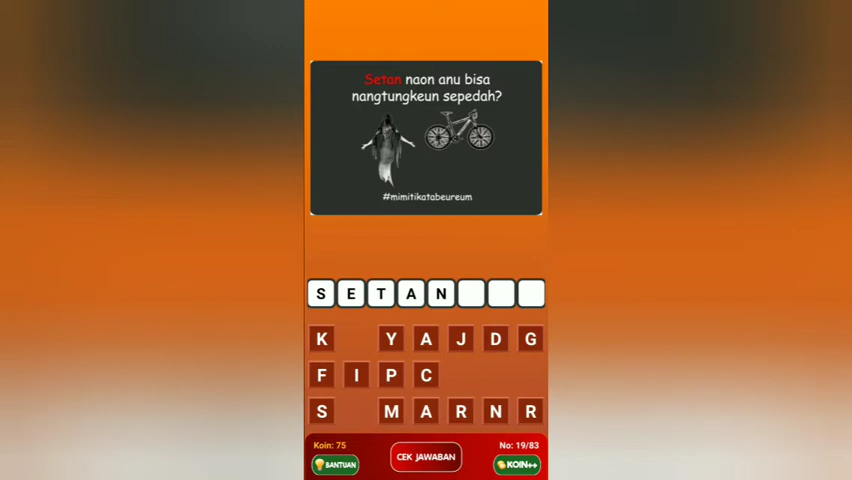 Setan naon anu bisa
nangtungkeun sepedah?
#mimitikatabeureum
S E T A N
K Y A J D G
F I P C
S M A R N R
Koin: 75
No: 19/83
BANTUAN
CEK JAWABAN
KOIN++